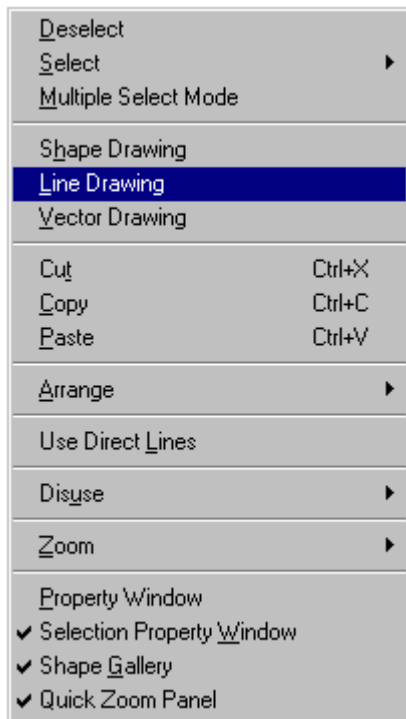 Deselect
Select
Multiple Select Mode
Shape Drawing
Line Drawing
Vector Drawing
Cut Ctrl+X
Copy Ctrl+C
Paste Ctrl+V
Arrange
Use Direct Lines
Disuse
Zoom
Property Window
Selection Property Window
Shape Gallery
Quick Zoom Panel